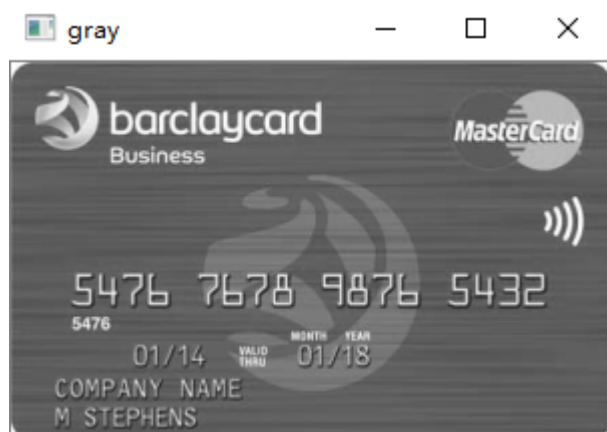 gray
barclaycard
Business
MasterCard
5476 7678 9876 5432
5476
MONTH YEAR
01/14 VALID THRU 01/18
COMPANY NAME
M STEPHENS